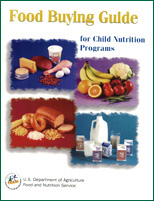 Food Buying Guide
for Child Nutrition
Programs
U.S. Department of Agriculture
Food and Nutrition Service